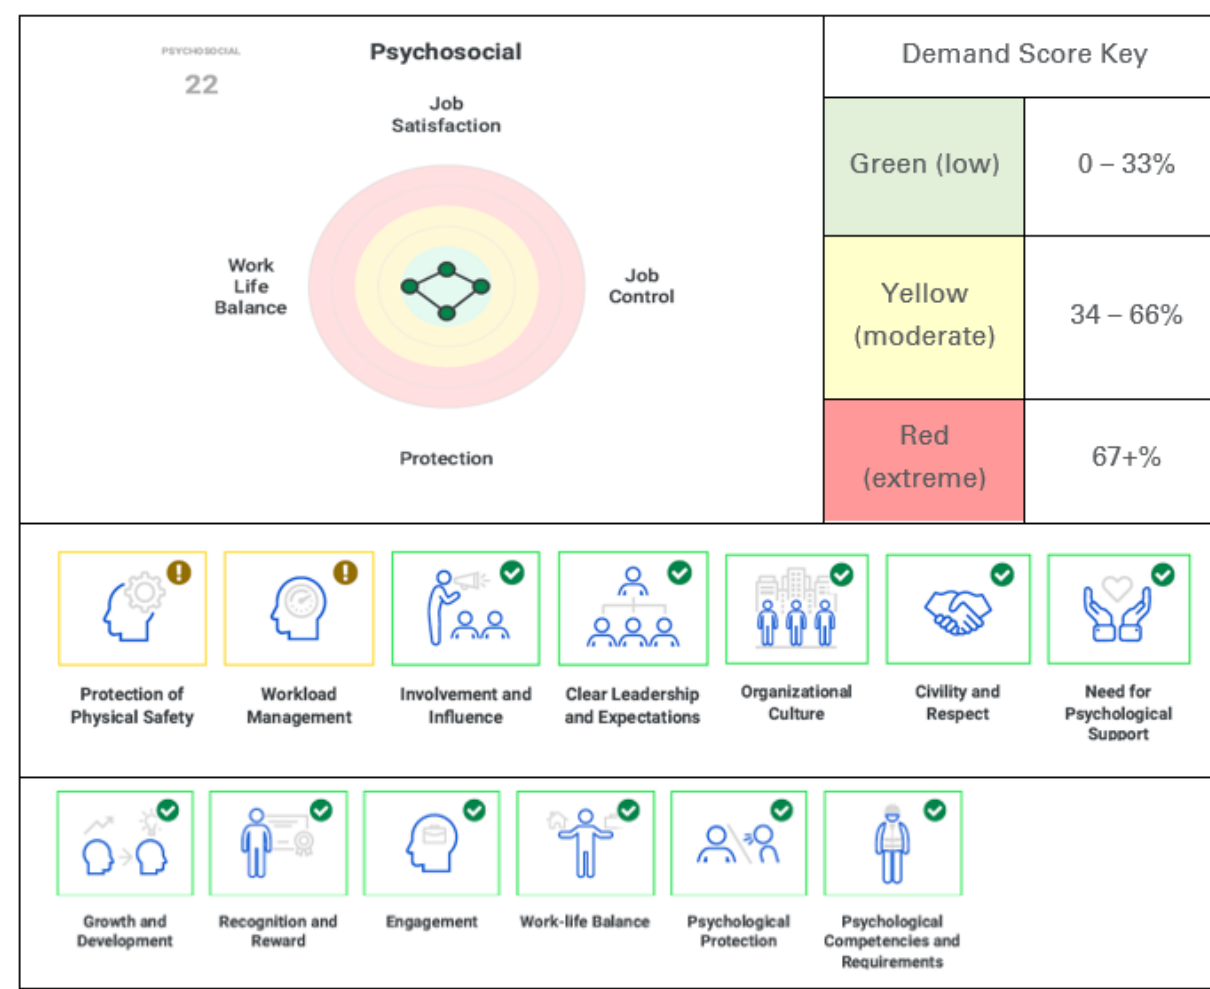 PSYCHOSOCIAL
22
Psychosocial
Job
Satisfaction
Work
Life
Balance
Job
Control
Protection
Demand Score Key
Green (low)
0 – 33%
Yellow
(moderate)
34 – 66%
Red
(extreme)
67+%
Protection of
Physical Safety
Workload
Management
Involvement and
Influence
Clear Leadership
and Expectations
Organizational
Culture
Civility and
Respect
Need for
Psychological
Support
Growth and
Development
Recognition and
Reward
Engagement
Work-life Balance
Psychological
Protection
Psychological
Competencies and
Requirements